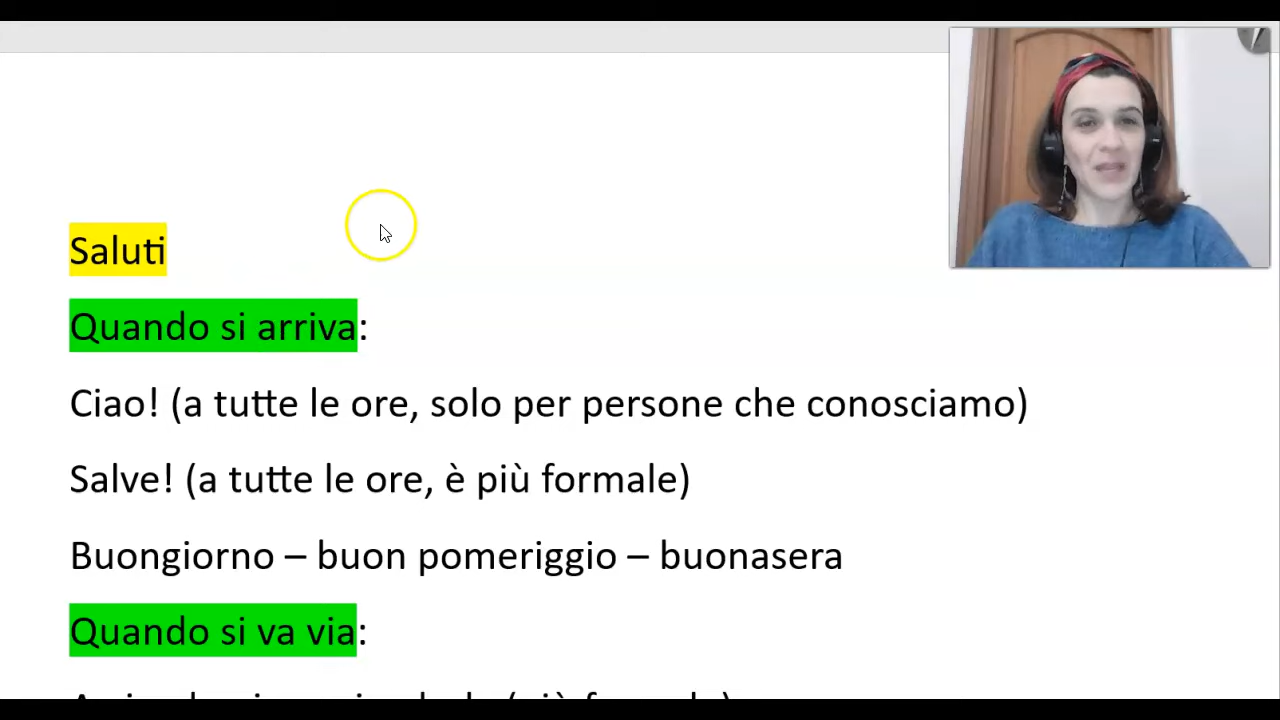 Saluti
Quando si arriva:
Ciao! (a tutte le ore, solo per persone che conosciamo)
Salve! (a tutte le ore, è più formale)
Buongiorno – buon pomeriggio – buonasera
Quando si va via: